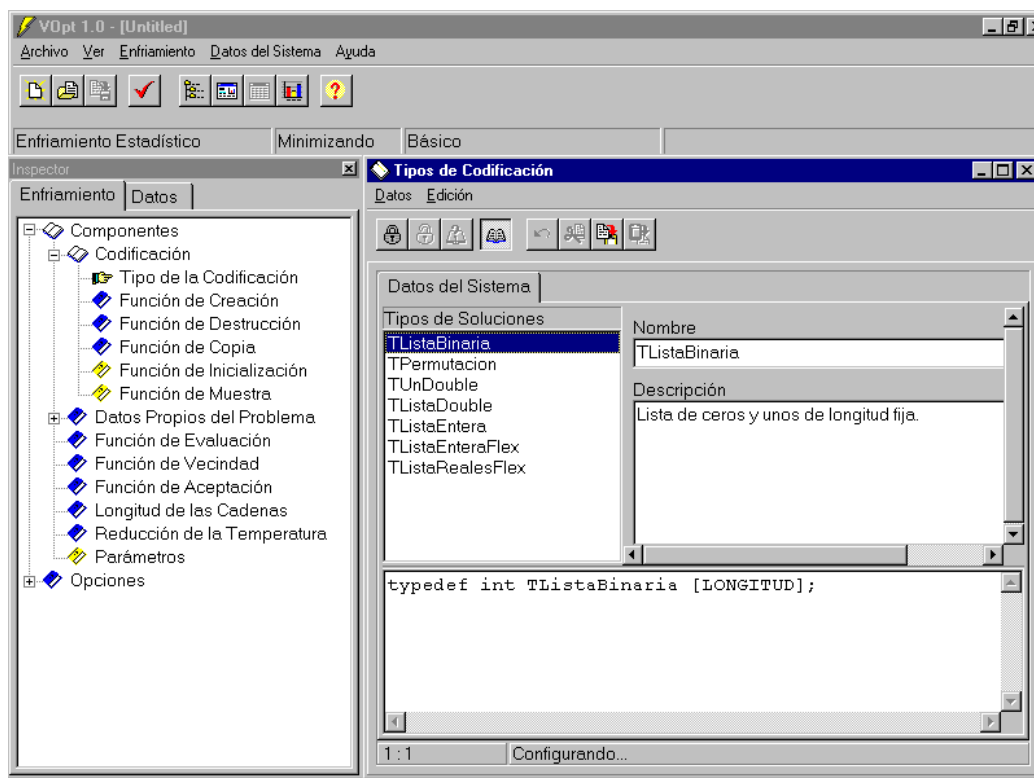 VOpt 1.0 - [Untitled]
Archivo Ver Enfriamiento Datos del Sistema Ayuda
Enfriamiento Estadístico Minimizando Básico
Inspector
Enfriamiento Datos
Componentes
Codificación
Tipo de la Codificación
Función de Creación
Función de Destrucción
Función de Copia
Función de Inicialización
Función de Muestra
Datos Propios del Problema
Función de Evaluación
Función de Vecindad
Función de Aceptación
Longitud de las Cadenas
Reducción de la Temperatura
Parámetros
Opciones
Tipos de Codificación
Datos Edición
Datos del Sistema
Tipos de Soluciones
TListaBinaria
TPermutacion
TUnDouble
TListaDouble
TListaEntera
TListaEnteraFlex
TListaRealesFlex
Nombre
TListaBinaria
Descripción
Lista de ceros y unos de longitud fija.
typedef int TListaBinaria [LONGITUD];
1 : 1 Configurando...